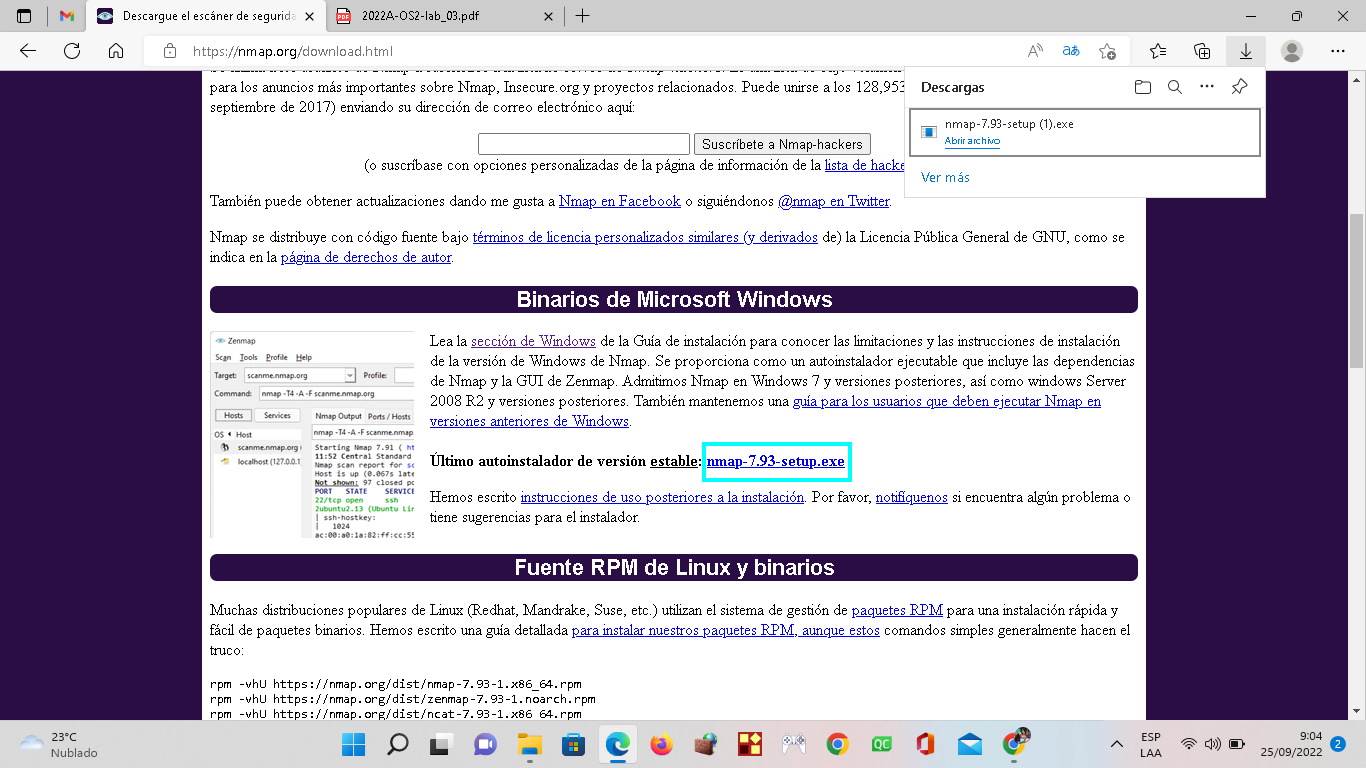 Descargue el escáner de segurida
2022A-OS2-lab_03.pdf
https://nmap.org/download.html
para los anuncios más importantes sobre Nmap, Insecure.org y proyectos relacionados. Puede unirse a los 128,953
septiembre de 2017) enviando su dirección de correo electrónico aquí:
Suscríbete a Nmap-hackers
(o suscríbase con opciones personalizadas de la página de información de la lista de hacke
También puede obtener actualizaciones dando me gusta a Nmap en Facebook o siguiéndonos @nmap en Twitter.
Nmap se distribuye con código fuente bajo términos de licencia personalizados similares (y derivados de) la Licencia Pública General de GNU, como se
indica en la página de derechos de autor.
Descargas
nmap-7.93-setup (1).exe
Abrir archivo
Ver más
Binarios de Microsoft Windows
Zenmap
Scan Tools Profile Help
Target: scanme.nmap.org Profile:
Command: nmap -T4 -A -F scanme.nmap.org
Hosts Services Nmap Output Ports / Hosts
OS Host nmap -T4 -A -F scanme.nmap.org
scanme.nmap.org (
localhost (127.0.0.1)
Starting Nmap 7.91 ( ht
11:52 Central Standard
Nmap scan report for sc
Host is up (0.067s late
Not shown: 97 closed po
PORT STATE SERVICE
22/tcp open ssh
2ubuntu2.13 (Ubuntu Lin
| ssh-hostkey:
| 1024
ac:00:a0:1a:82:ff:cc:55
Lea la sección de Windows de la Guía de instalación para conocer las limitaciones y las instrucciones de instalación
de la versión de Windows de Nmap. Se proporciona como un autoinstalador ejecutable que incluye las dependencias
de Nmap y la GUI de Zenmap. Admitimos Nmap en Windows 7 y versiones posteriores, así como windows Server
2008 R2 y versiones posteriores. También mantenemos una guía para los usuarios que deben ejecutar Nmap en
versiones anteriores de Windows.
Último autoinstalador de versión estable: nmap-7.93-setup.exe
Hemos escrito instrucciones de uso posteriores a la instalación. Por favor, notifíquenos si encuentra algún problema o
tiene sugerencias para el instalador.
Fuente RPM de Linux y binarios
Muchas distribuciones populares de Linux (Redhat, Mandrake, Suse, etc.) utilizan el sistema de gestión de paquetes RPM para una instalación rápida y
fácil de paquetes binarios. Hemos escrito una guía detallada para instalar nuestros paquetes RPM, aunque estos comandos simples generalmente hacen el
truco:
rpm -vhU https://nmap.org/dist/nmap-7.93-1.x86_64.rpm
rpm -vhU https://nmap.org/dist/zenmap-7.93-1.noarch.rpm
rpm -vhU https://nmap.org/dist/ncat-7.93-1.x86_64.rpm
23°C
Nublado
QC
ESP
LAA
9:04
25/09/2022
2